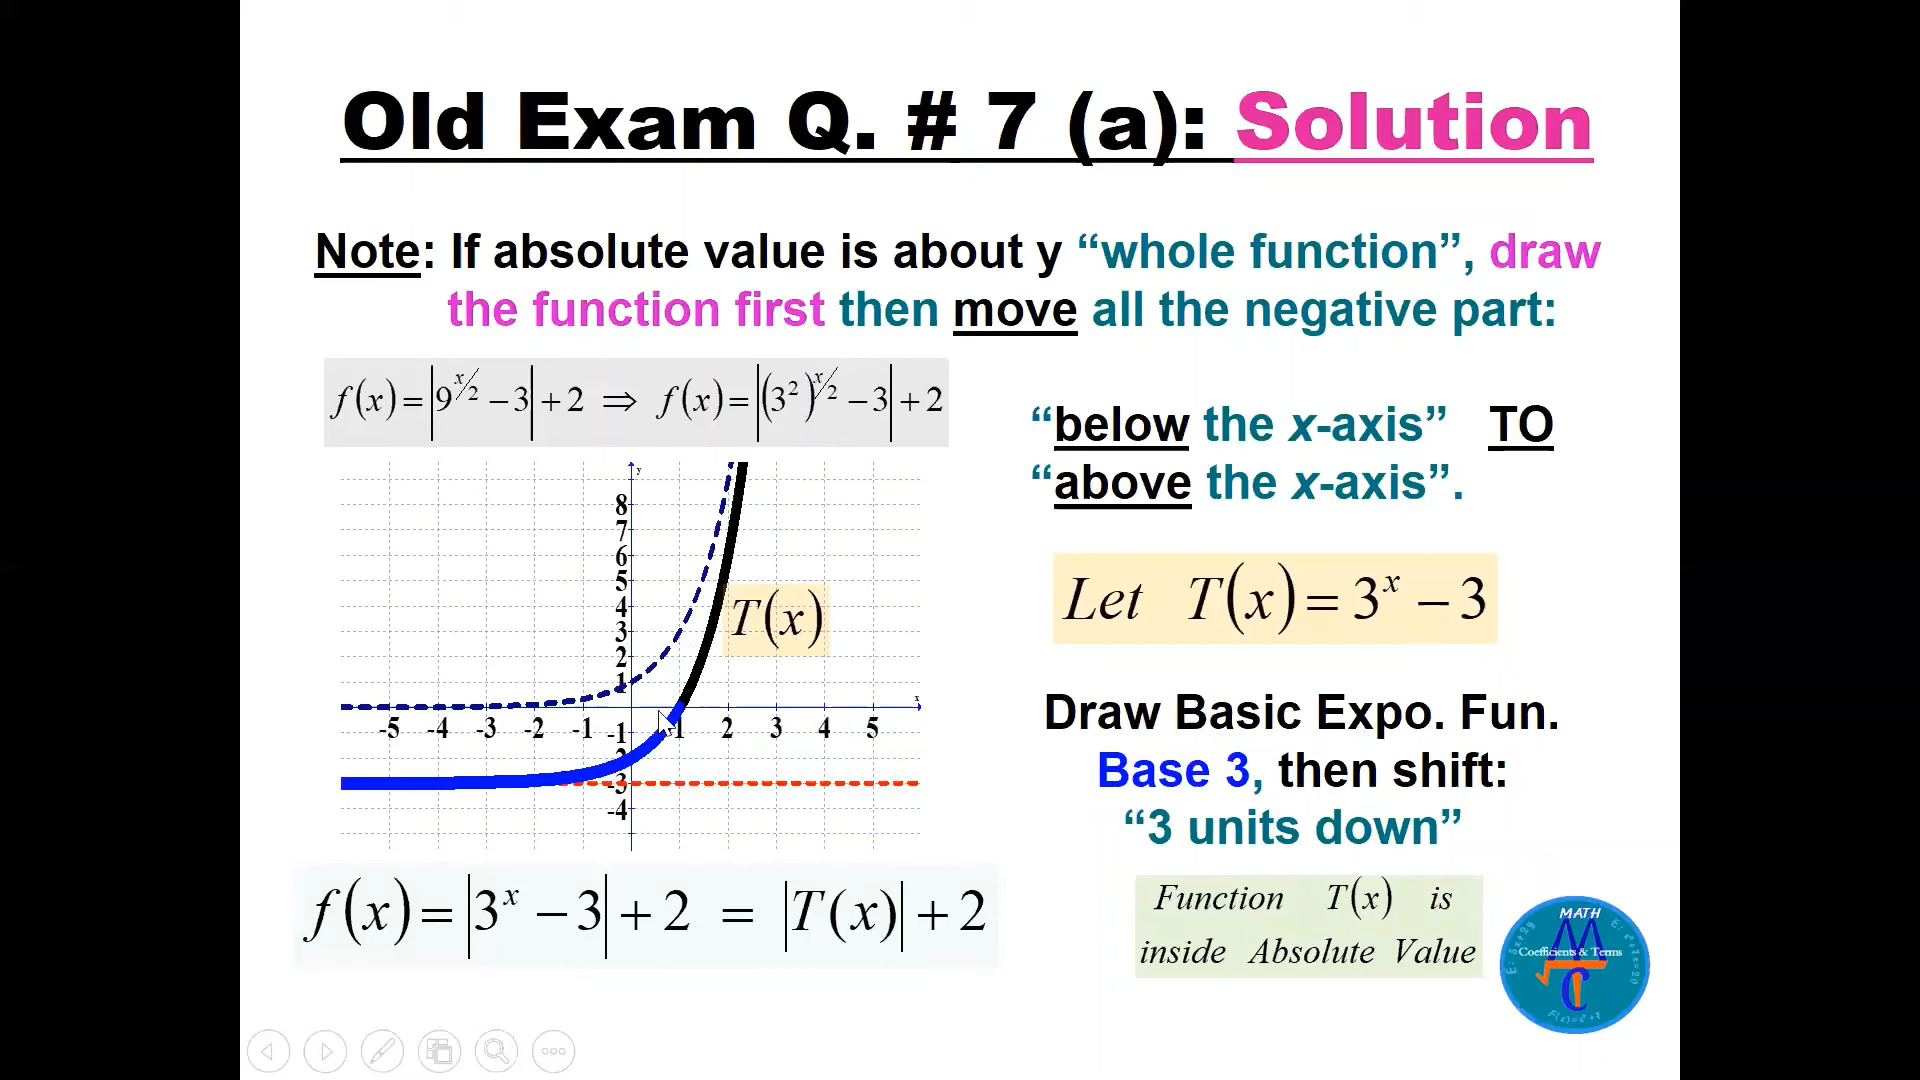 Old Exam Q. # 7 (a): Solution
Note: If absolute value is about y “whole function”, draw
the function first then move all the negative part:
f(x) = |9^{x/2} − 3| + 2 ⇒ f(x) = |(3²)^{x/2} − 3| + 2
“below the x-axis” TO
“above the x-axis”.
y
8
7
6
5
4
3
2
1
x
-5 -4 -3 -2 -1 1 2 3 4 5
-1
-2
-3
-4
T(x)
Let T(x) = 3ˣ − 3
Draw Basic Expo. Fun.
Base 3, then shift:
“3 units down”
f(x) = |3ˣ − 3| + 2 = |T(x)| + 2
Function T(x) is
inside Absolute Value
MATH
Coefficients & Terms